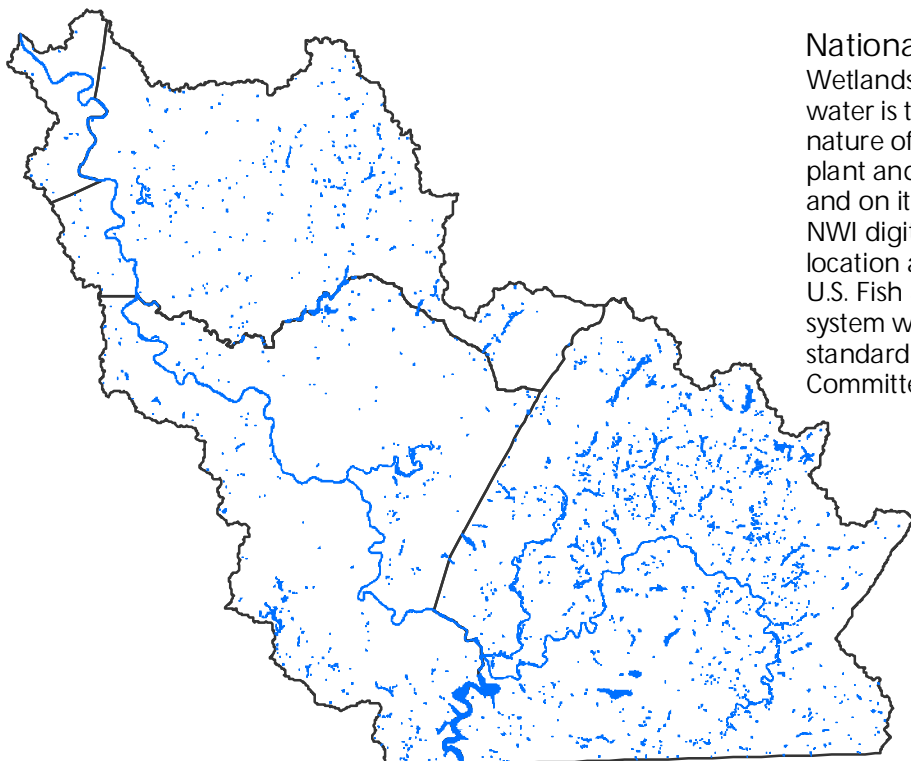 Nationa
Wetlands
water is t
nature of
plant and
and on it
NWI digit
location a
U.S. Fish
system w
standard
Committe